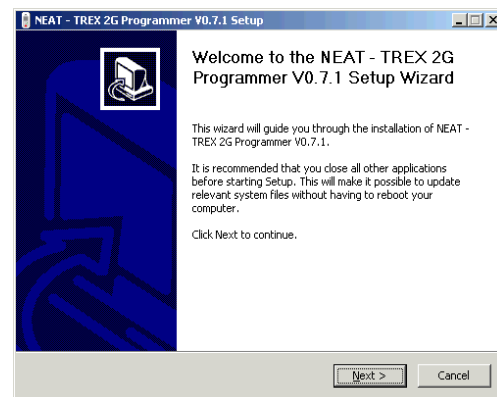 NEAT - TREX 2G Programmer V0.7.1 Setup
Welcome to the NEAT - TREX 2G
Programmer V0.7.1 Setup Wizard
This wizard will guide you through the installation of NEAT -
TREX 2G Programmer V0.7.1.
It is recommended that you close all other applications
before starting Setup. This will make it possible to update
relevant system files without having to reboot your
computer.
Click Next to continue.
Next >
Cancel